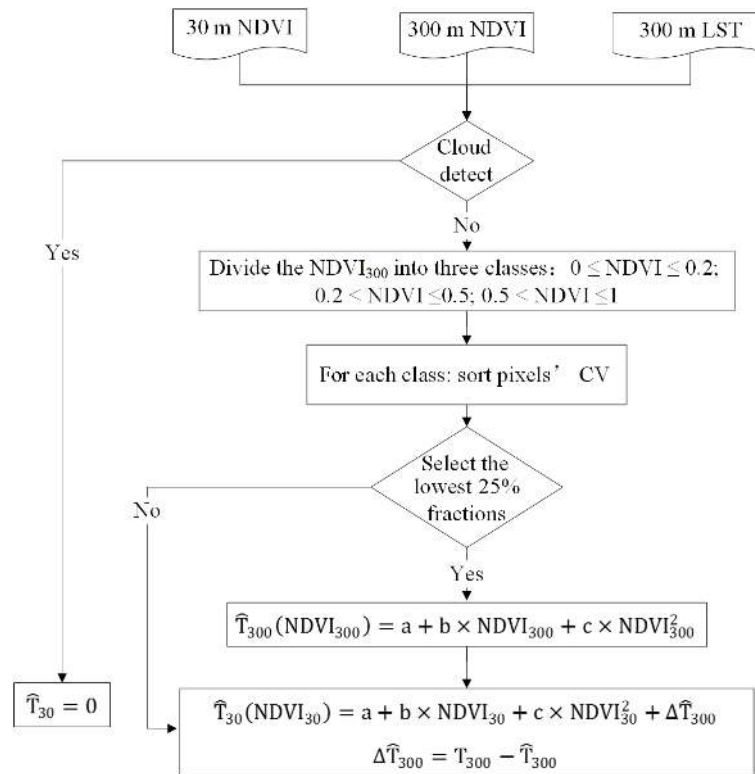 30 m NDVI
300 m NDVI
300 m LST
Cloud
detect
Yes
No
Divide the NDVI₃₀₀ into three classes: 0 ≤ NDVI ≤ 0.2;
0.2 < NDVI ≤0.5; 0.5 < NDVI ≤1
For each class: sort pixels’ CV
Select the
lowest 25%
fractions
No
Yes
T̂₃₀₀(NDVI₃₀₀) = a + b × NDVI₃₀₀ + c × NDVI²₃₀₀
T̂₃₀ = 0
T̂₃₀(NDVI₃₀) = a + b × NDVI₃₀ + c × NDVI²₃₀ + ΔT̂₃₀₀
ΔT̂₃₀₀ = T₃₀₀ − T̂₃₀₀